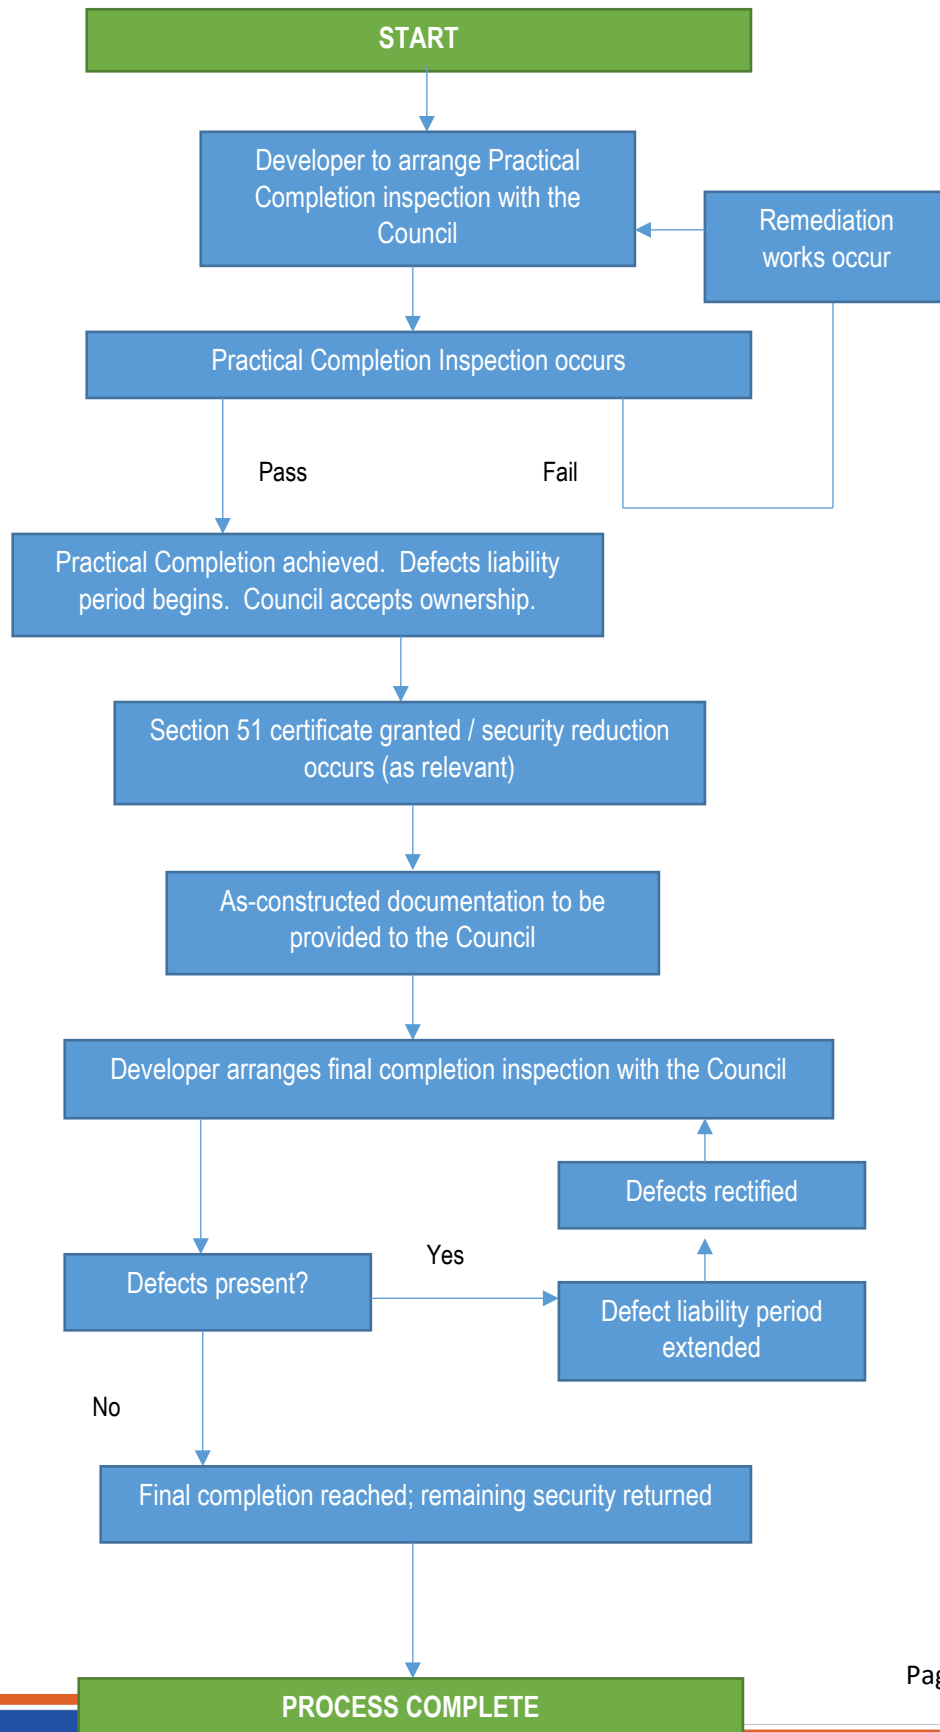 START
Developer to arrange Practical
Completion inspection with the
Council
Remediation
works occur
Practical Completion Inspection occurs
Pass
Fail
Practical Completion achieved.  Defects liability
period begins.  Council accepts ownership.
Section 51 certificate granted / security reduction
occurs (as relevant)
As-constructed documentation to be
provided to the Council
Developer arranges final completion inspection with the Council
Defects rectified
Yes
Defects present?
Defect liability period
extended
No
Final completion reached; remaining security returned
Pag
PROCESS COMPLETE